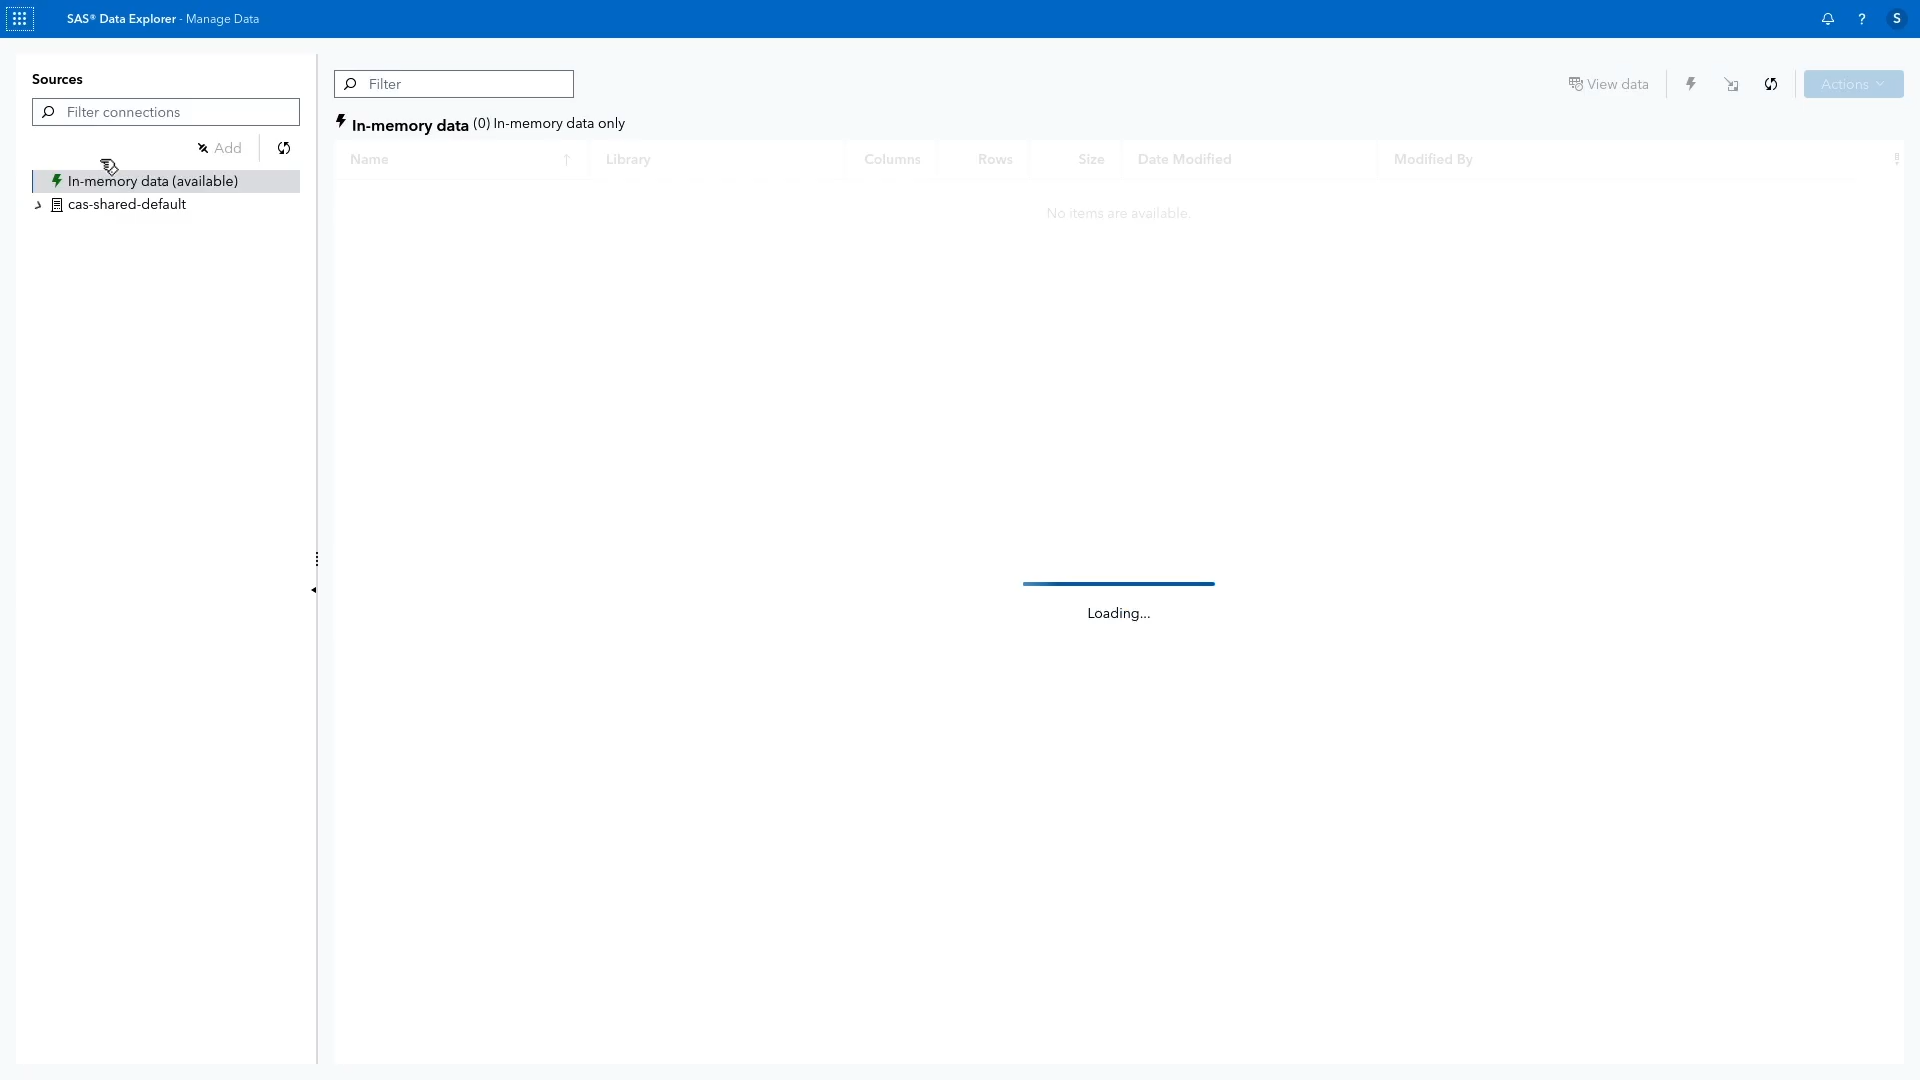 SAS® Data Explorer - Manage Data
?
S
Sources
Filter connections
Add
In-memory data (available)
cas-shared-default
Filter
View data
Actions
In-memory data (0) In-memory data only
Name ↑ Library Columns Rows Size Date Modified Modified By
No items are available.
Loading...